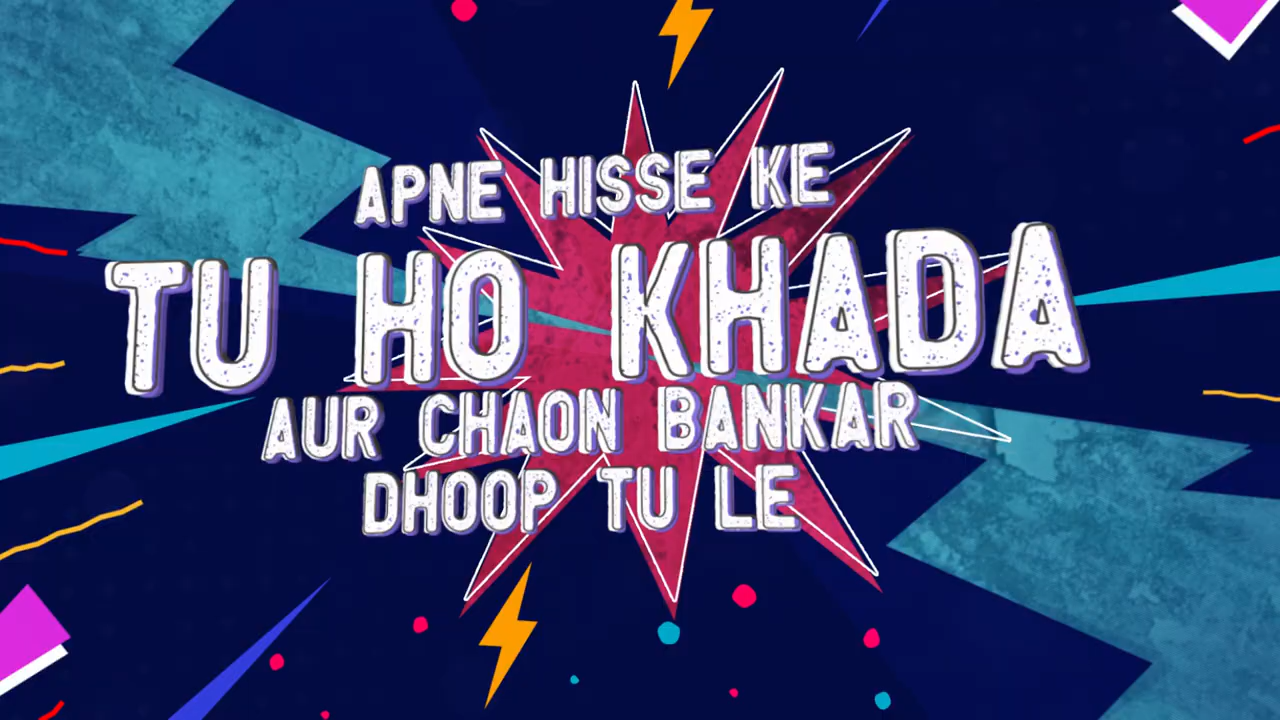 APNE HISSE KE
TU HO KHADA
AUR CHAON BANKAR
DHOOP TU LE